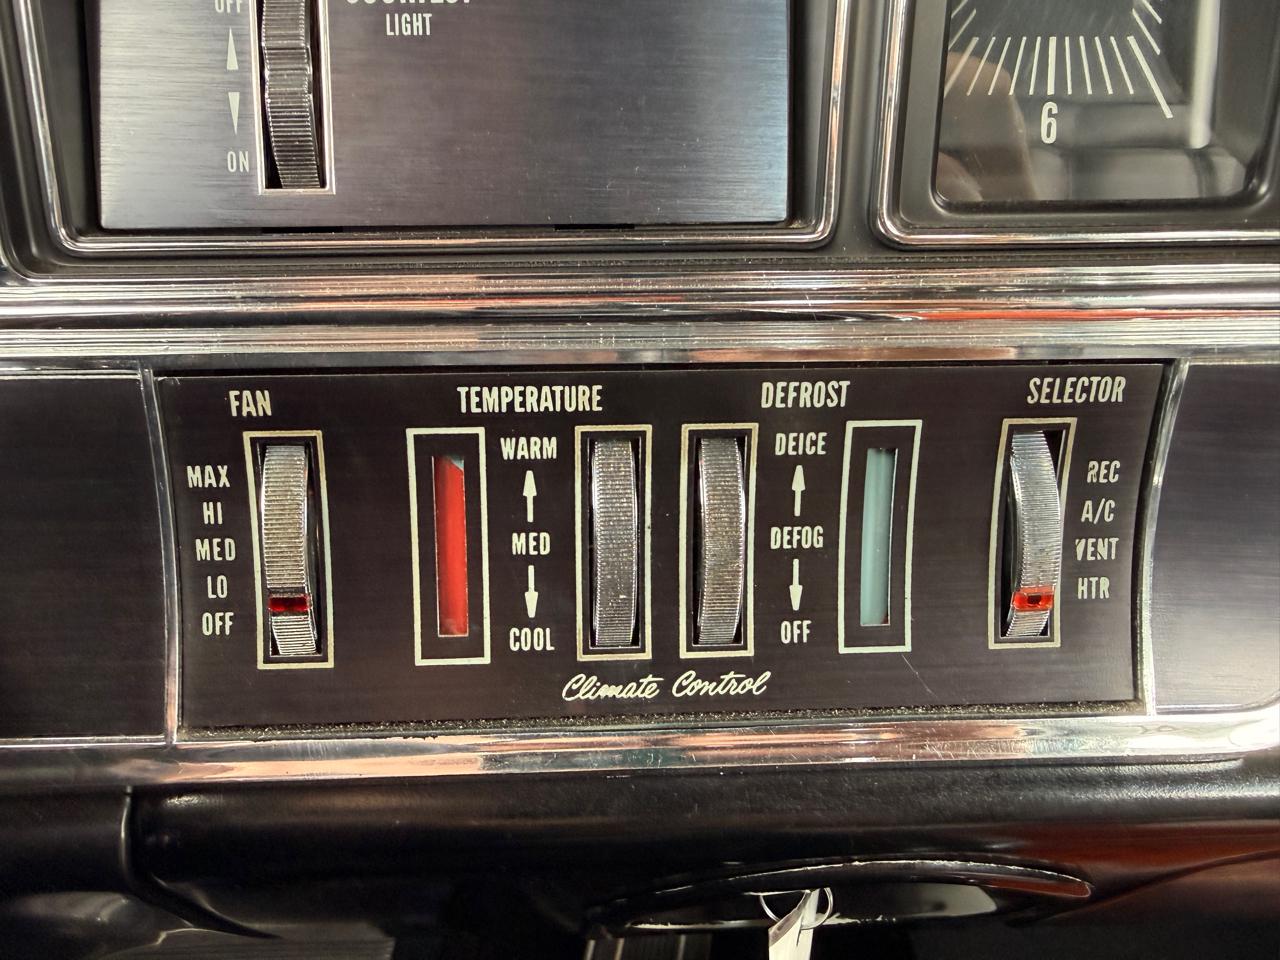 OFF
COURTESY
LIGHT
ON
6
FAN
MAX
HI
MED
LO
OFF
TEMPERATURE
WARM
MED
COOL
DEFROST
DEICE
DEFOG
OFF
SELECTOR
REC
A/C
VENT
HTR
Climate Control